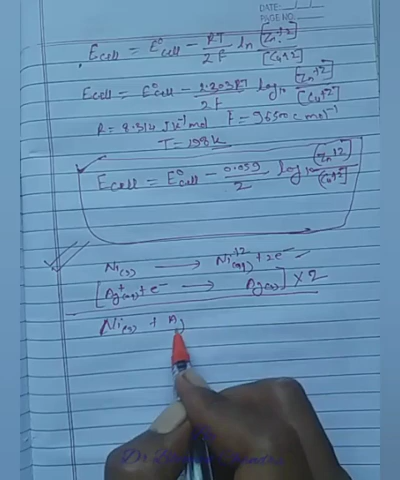 DATE:
PAGE NO.:
Ecell = E°cell - RT/2F ln [Zn+2]/[Cu+2]
Ecell = E°cell - 2.303RT/2F log10 [Zn+2]/[Cu+2]
R = 8.314 JK-1 mol F = 96500 C mol-1
T = 298k
Ecell = E°cell - 0.059/2 log10 [Zn+2]/[Cu+2]
Ni(s) ⟶ Ni+2(aq) + 2e-
[Ag+(aq) + e- ⟶ Ag(s)] × 2
Ni(s) + Ag
By